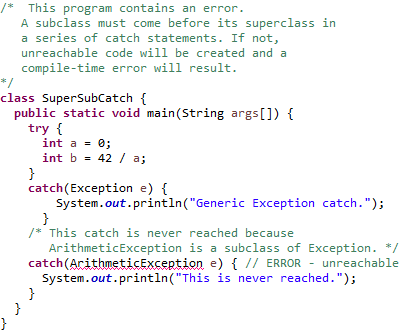 /*  This program contains an error.
   A subclass must come before its superclass in
   a series of catch statements. If not,
   unreachable code will be created and a
   compile-time error will result.
*/
class SuperSubCatch {
  public static void main(String args[]) {
    try {
      int a = 0;
      int b = 42 / a;
    }
    catch(Exception e) {
        System.out.println("Generic Exception catch.");
      }
    /* This catch is never reached because
       ArithmeticException is a subclass of Exception. */
    catch(ArithmeticException e) { // ERROR - unreachable
      System.out.println("This is never reached.");
    }
  }
}